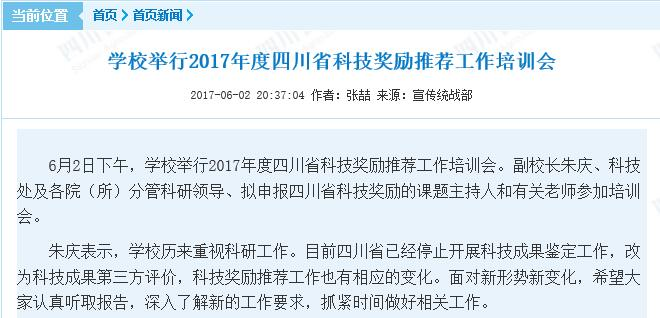 当前位置 首页 首页新闻
学校举行2017年度四川省科技奖励推荐工作培训会
2017-06-02 20:37:04 作者：张喆 来源：宣传统战部
6月2日下午，学校举行2017年度四川省科技奖励推荐工作培训会。副校长朱庆、科技
处及各院（所）分管科研领导、拟申报四川省科技奖励的课题主持人和有关老师参加培训
会。
朱庆表示，学校历来重视科研工作。目前四川省已经停止开展科技成果鉴定工作，改
为科技成果第三方评价，科技奖励推荐工作也有相应的变化。面对新形势新变化，希望大
家认真听取报告，深入了解新的工作要求，抓紧时间做好相关工作。